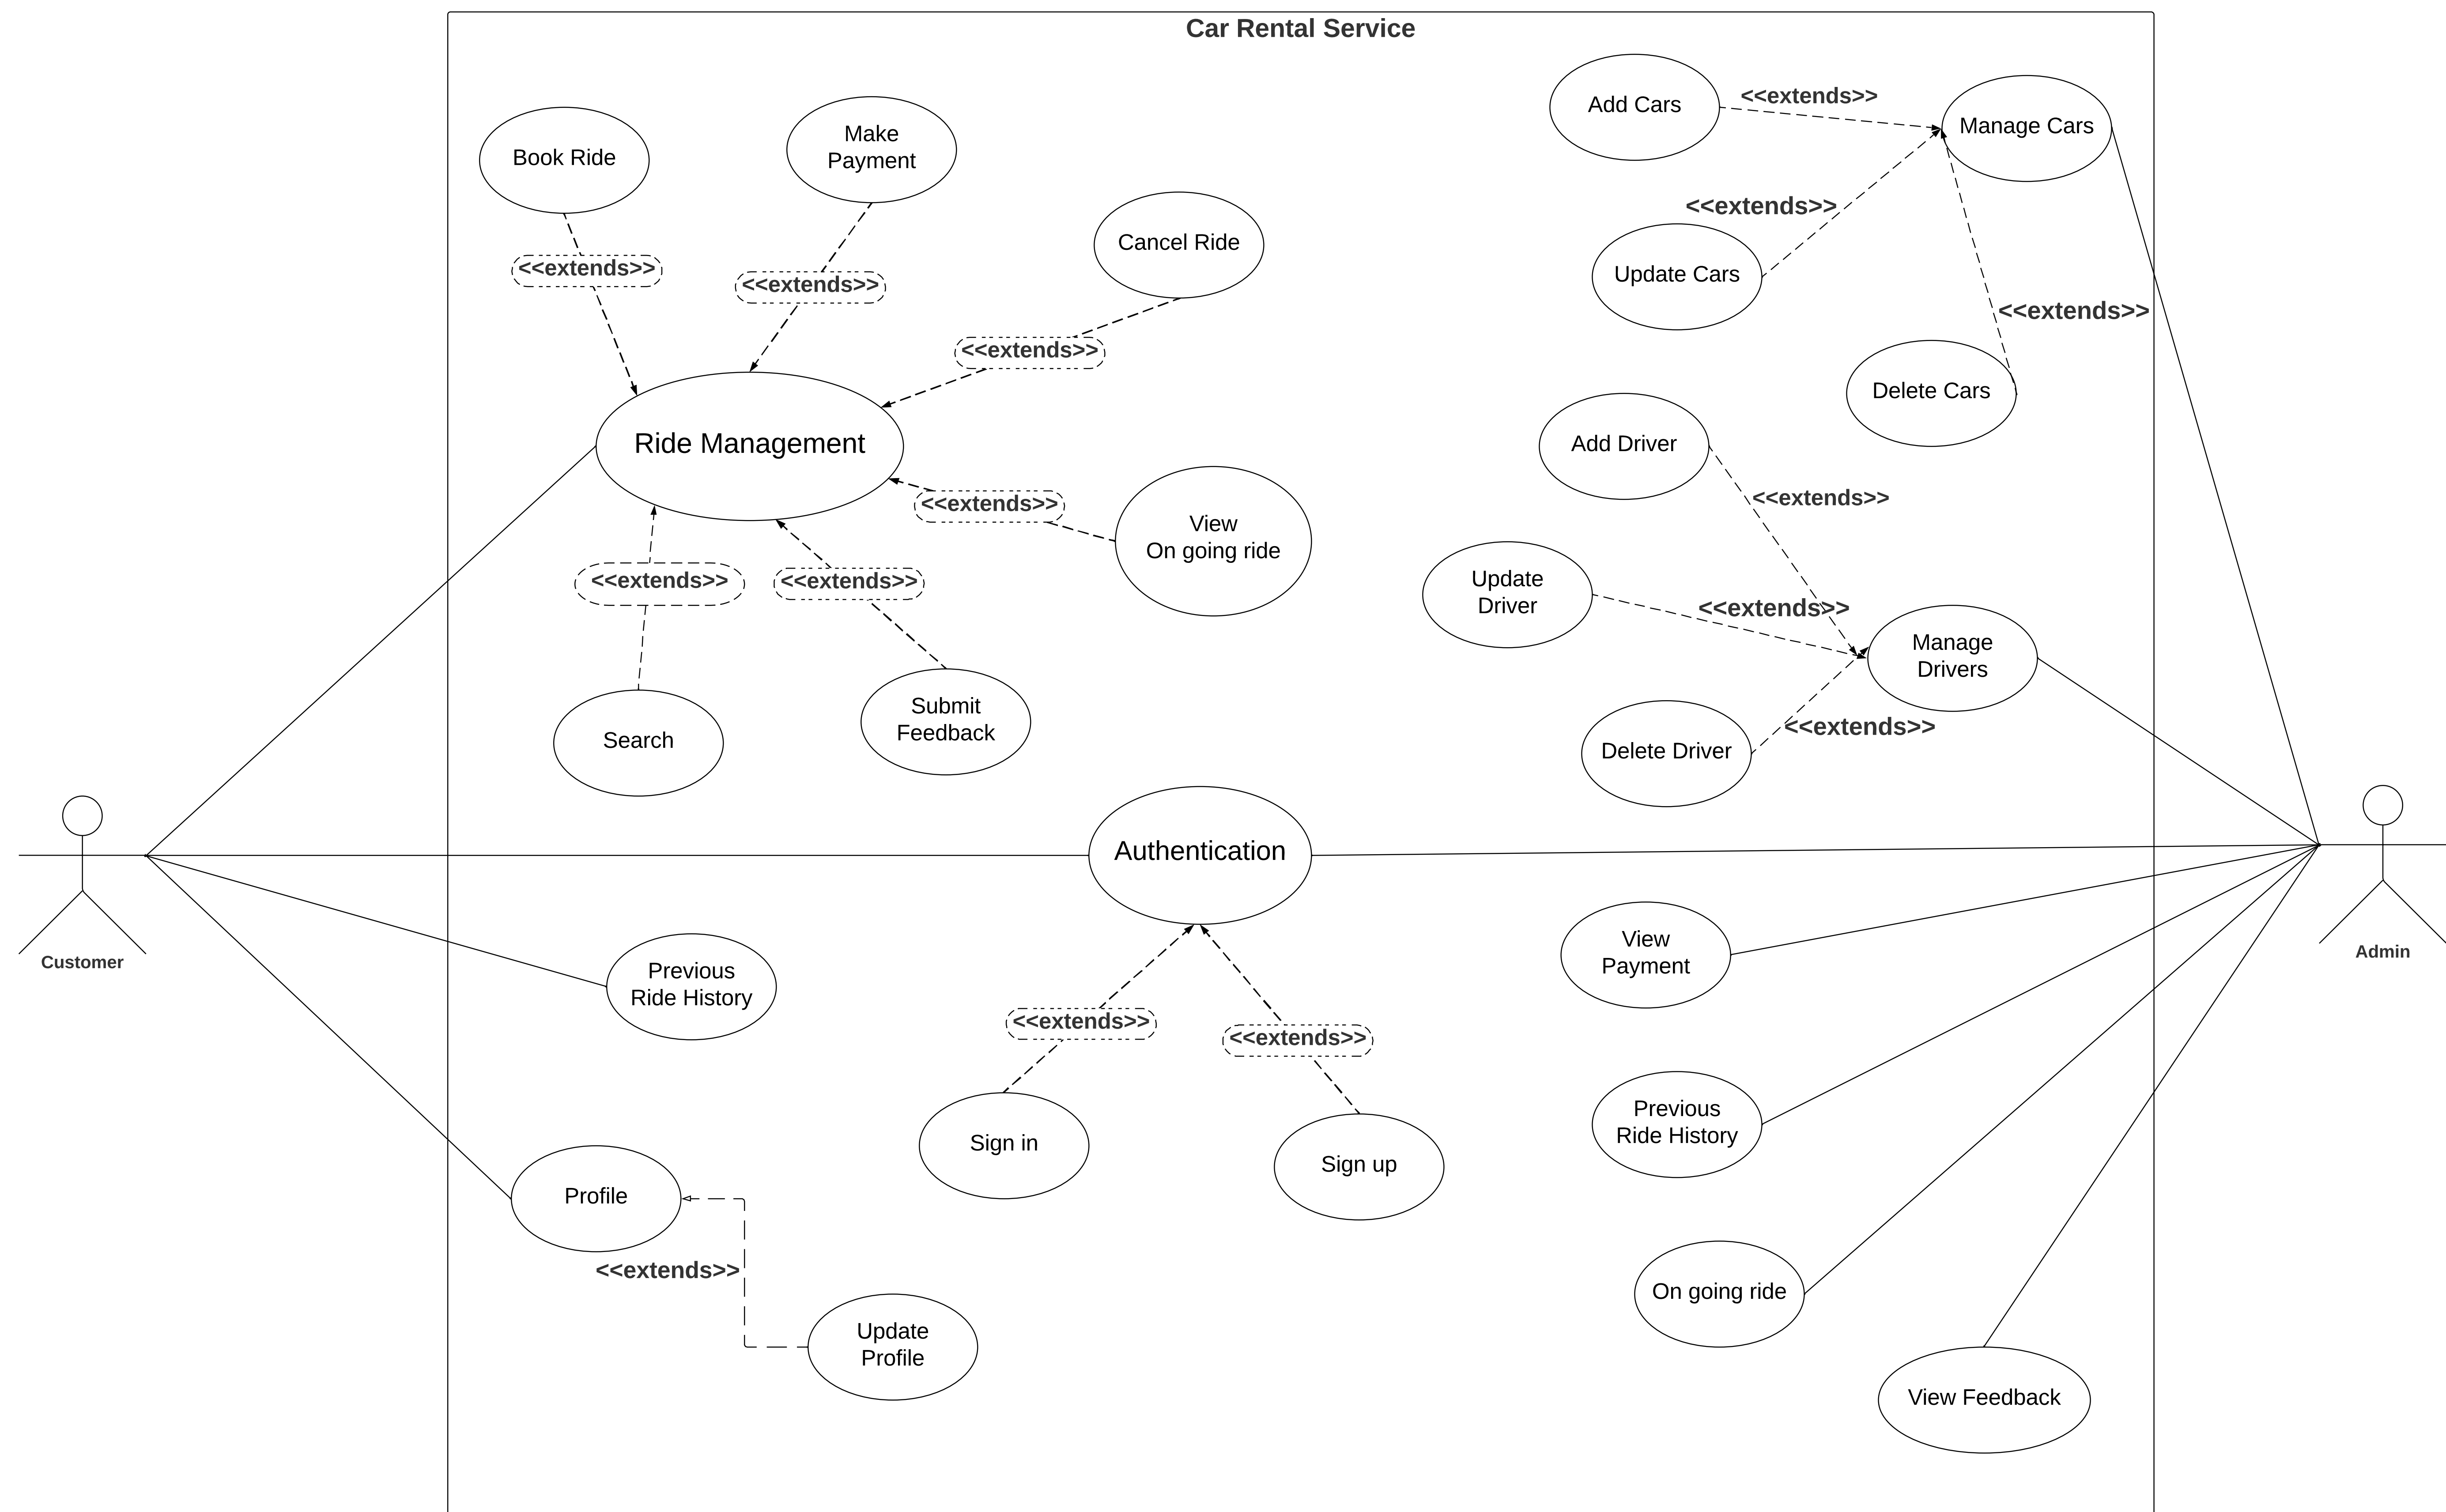 Car Rental Service
Add Cars
<<extends>>
Manage Cars
Book Ride
Make
Payment
<<extends>>
Cancel Ride
Update Cars
<<extends>>
<<extends>>
<<extends>>
<<extends>>
Delete Cars
Ride Management
Add Driver
<<extends>>
<<extends>>
View
On going ride
<<extends>>
<<extends>>
Update
Driver
<<extends>>
Manage
Drivers
Search
Submit
Feedback
Delete Driver
<<extends>>
Authentication
Customer
Admin
View
Payment
Previous
Ride History
<<extends>>
<<extends>>
Previous
Ride History
Sign in
Sign up
Profile
<<extends>>
On going ride
Update
Profile
View Feedback